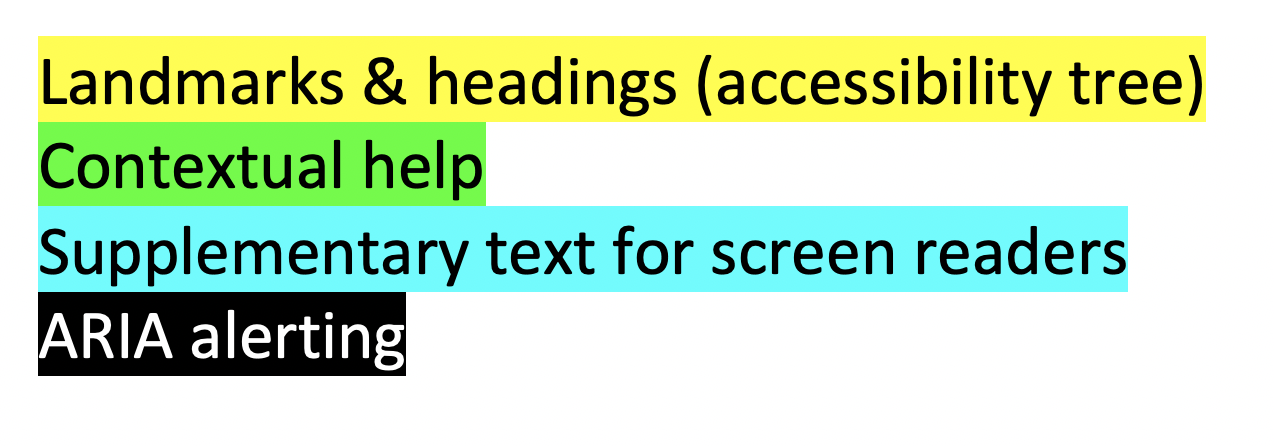 Landmarks & headings (accessibility tree)
Contextual help
Supplementary text for screen readers
ARIA alerting